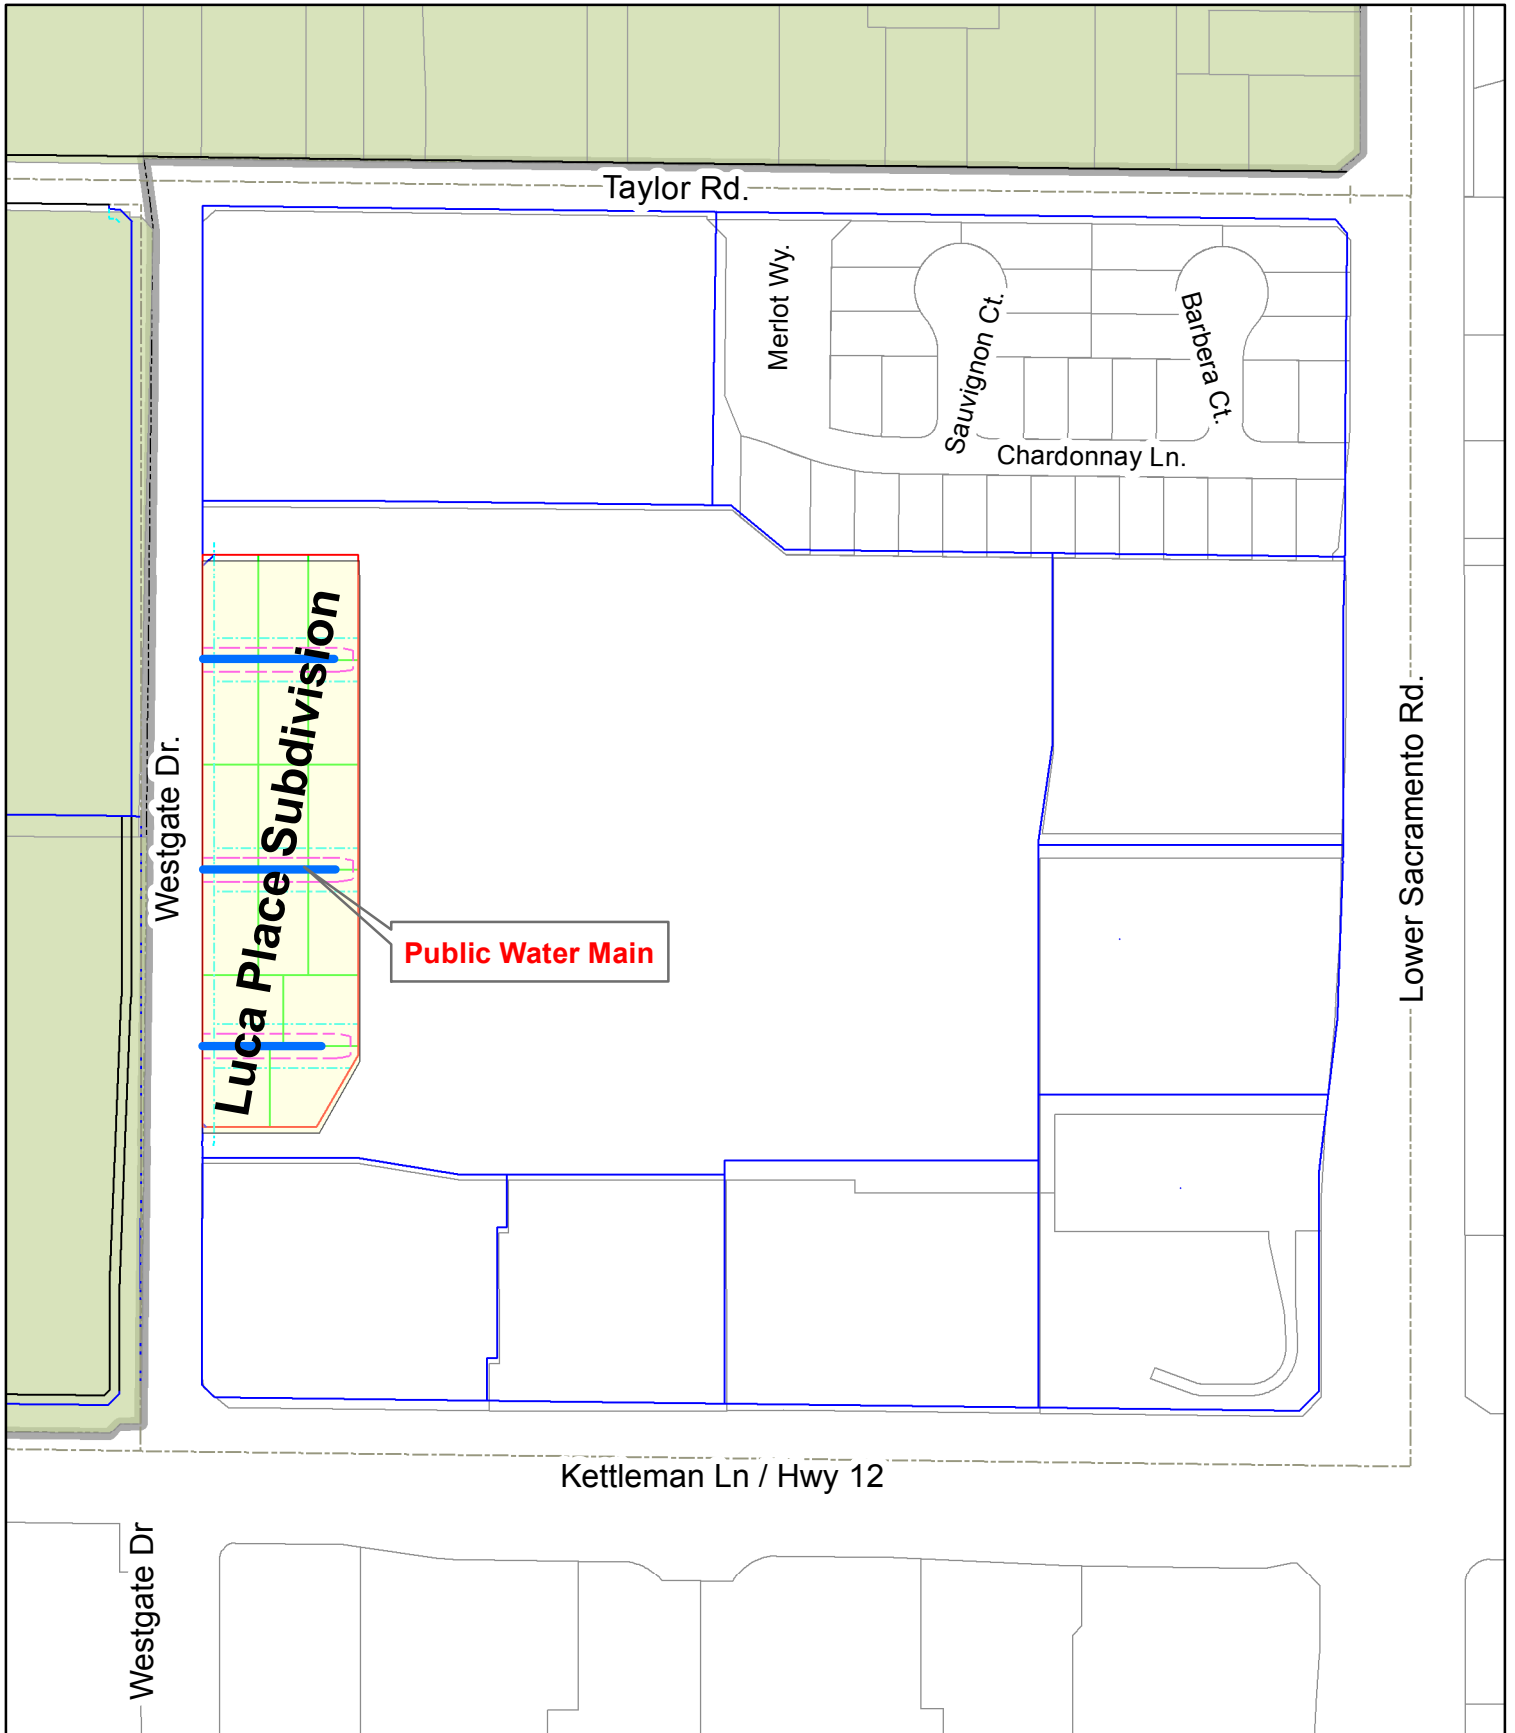 Taylor Rd.
Merlot Wy.
Sauvignon Ct.
Barbera Ct.
Chardonnay Ln.
Luca Place Subdivision
Westgate Dr.
Lower Sacramento Rd.
Public Water Main
Kettleman Ln / Hwy 12
Westgate Dr